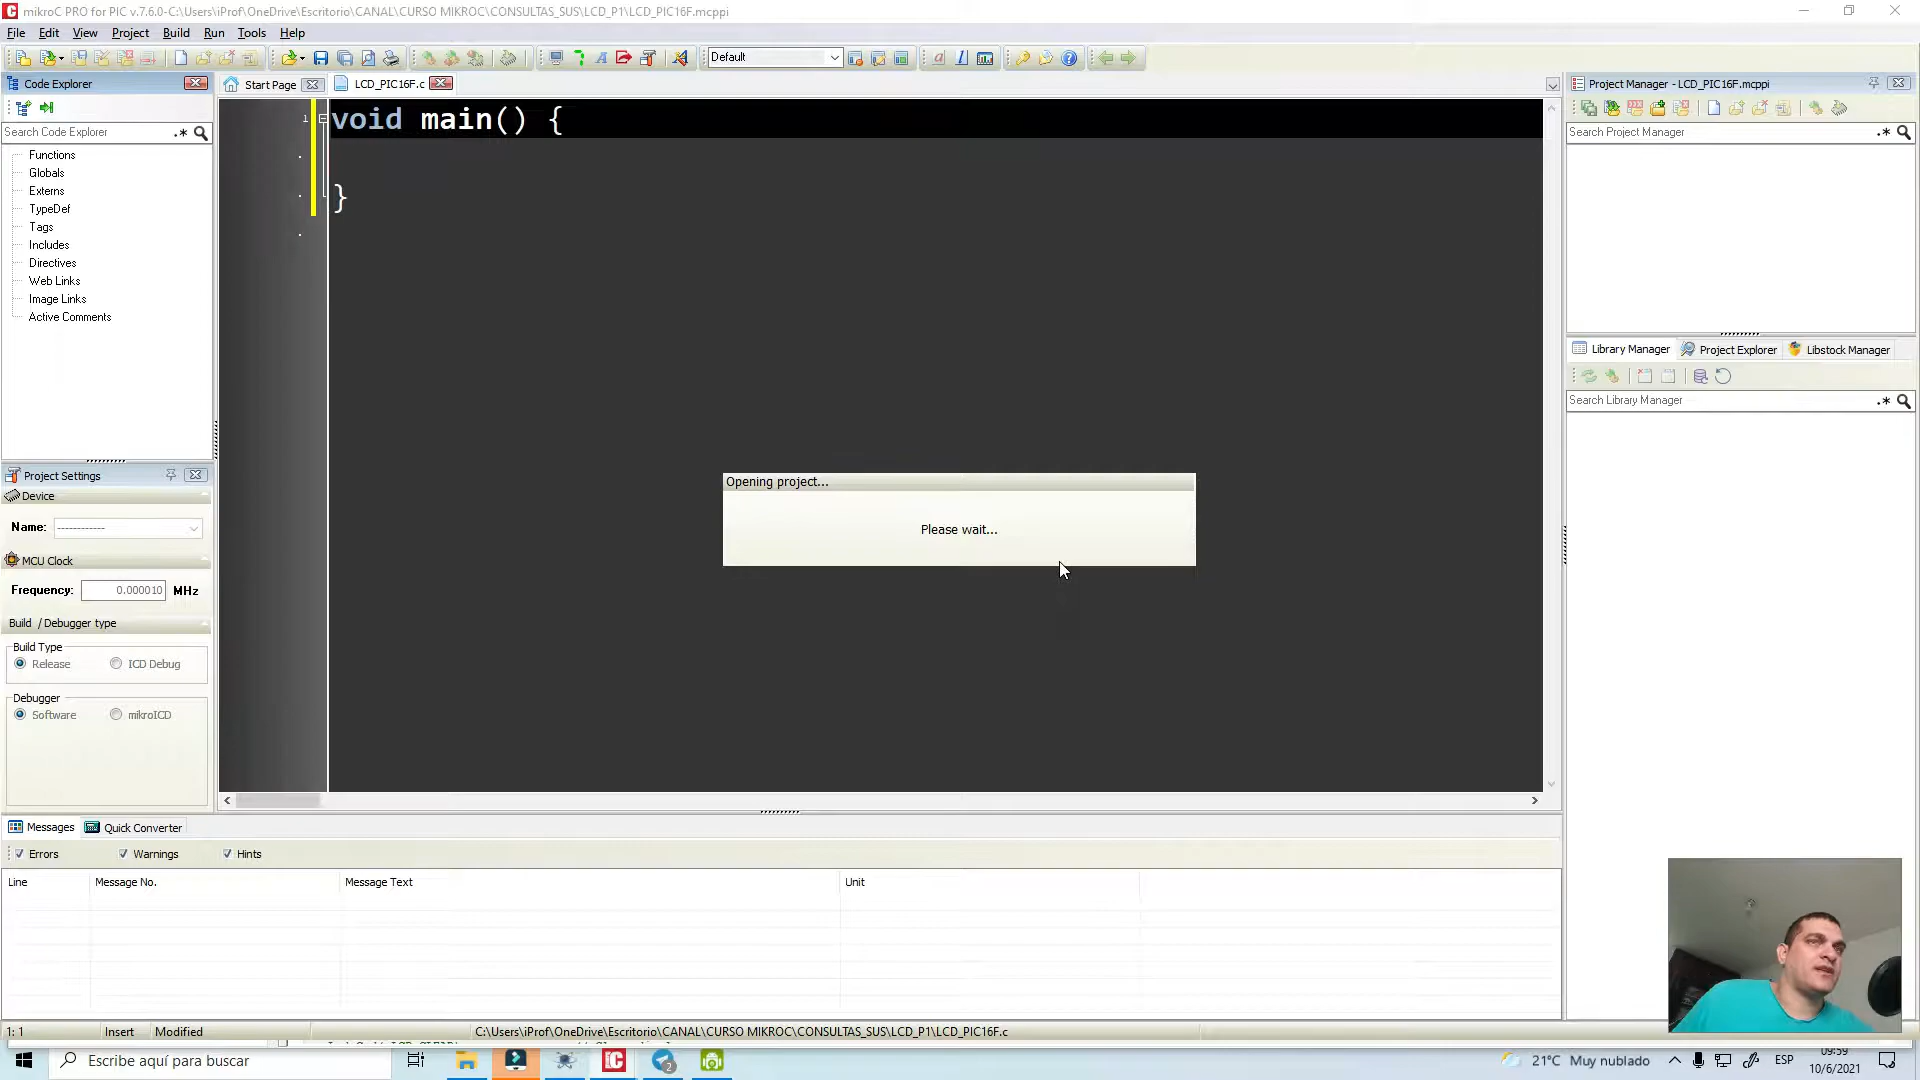 mikroC PRO for PIC v.7.6.0-C:\Users\iProf\OneDrive\Escritorio\CANAL\CURSO MIKROC\CONSULTAS_SUS\LCD_P1\LCD_PIC16F.mcppi
File Edit View Project Build Run Tools Help
Default
Code Explorer
Start Page
LCD_PIC16F.c
Project Manager - LCD_PIC16F.mcppi
Search Code Explorer
.*
Search Project Manager
.*
1
void main() {
}
Functions
Globals
Externs
TypeDef
Tags
Includes
Directives
Web Links
Image Links
Active Comments
Library Manager
Project Explorer
Libstock Manager
Search Library Manager
.*
Opening project...
Please wait...
Project Settings
Device
Name: ------------
MCU Clock
Frequency: 0.000010 MHz
Build / Debugger type
Build Type
Release
ICD Debug
Debugger
Software
mikroICD
Messages
Quick Converter
Errors
Warnings
Hints
Line
Message No.
Message Text
Unit
1: 1
Insert
Modified
C:\Users\iProf\OneDrive\Escritorio\CANAL\CURSO MIKROC\CONSULTAS_SUS\LCD_P1\LCD_PIC16F.c
Escribe aquí para buscar
2
21°C Muy nublado
ESP
09:59
10/6/2021